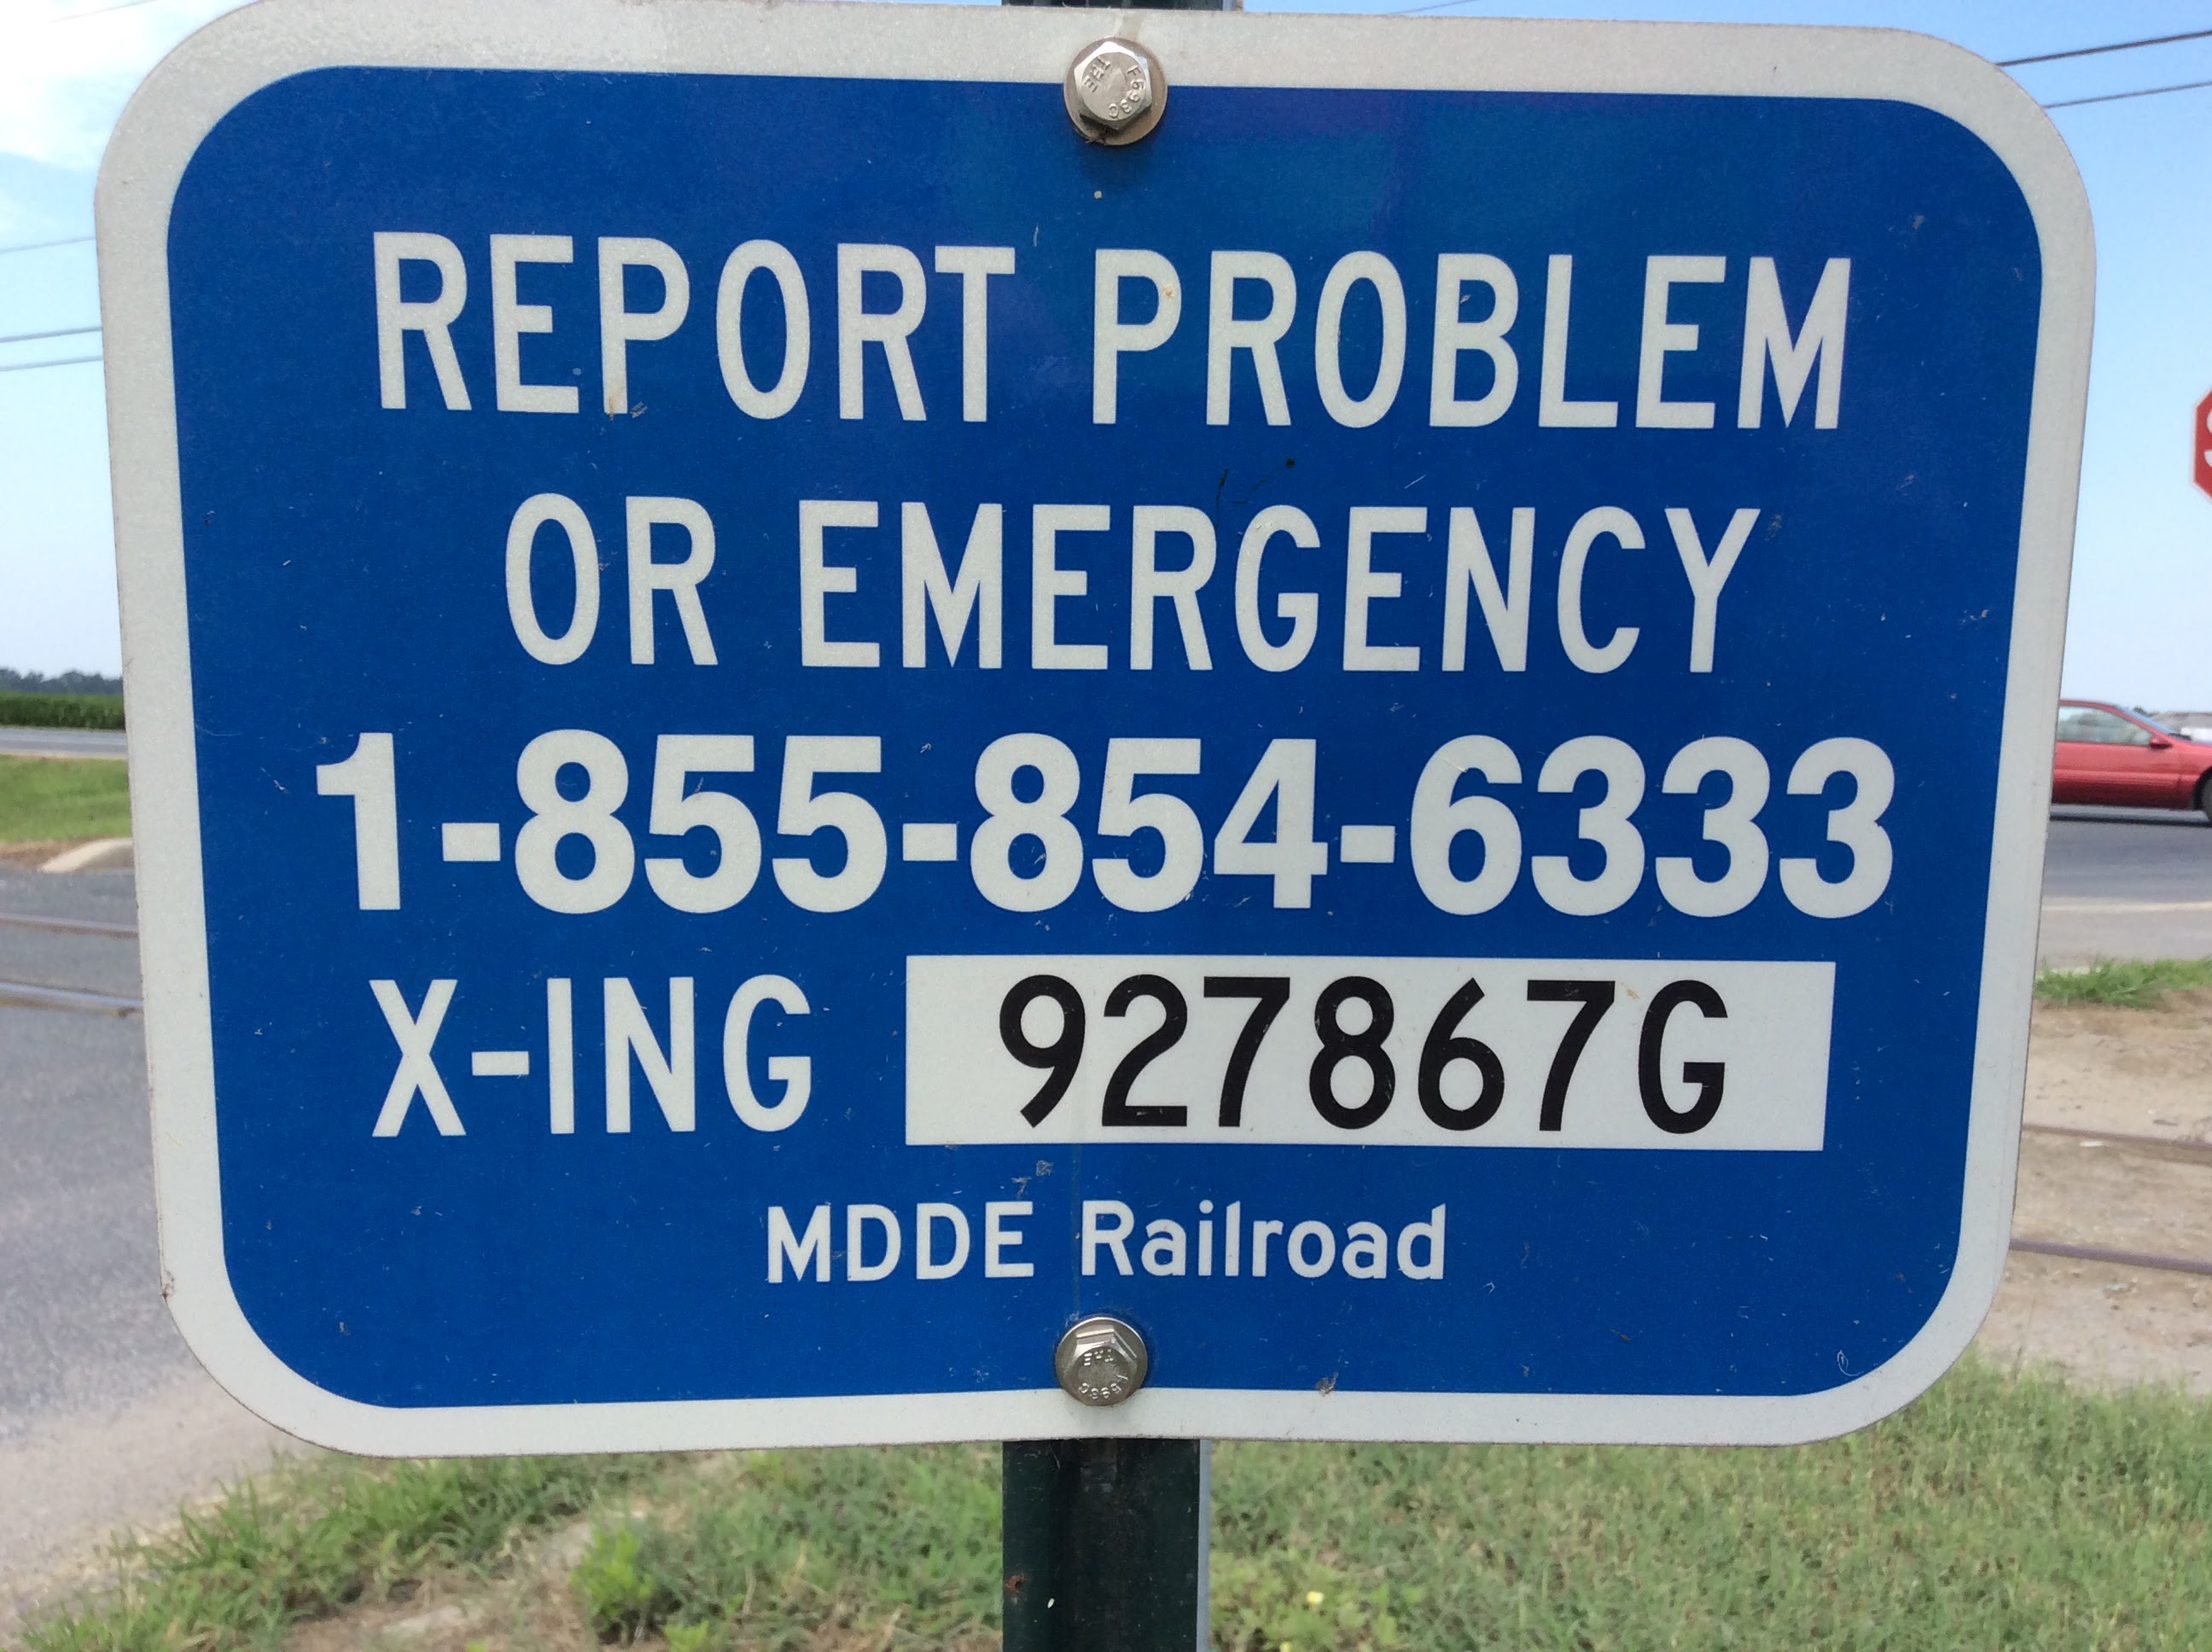 REPORT PROBLEM
OR EMERGENCY
1-855-854-6333
X-ING 927867G
MDDE Railroad